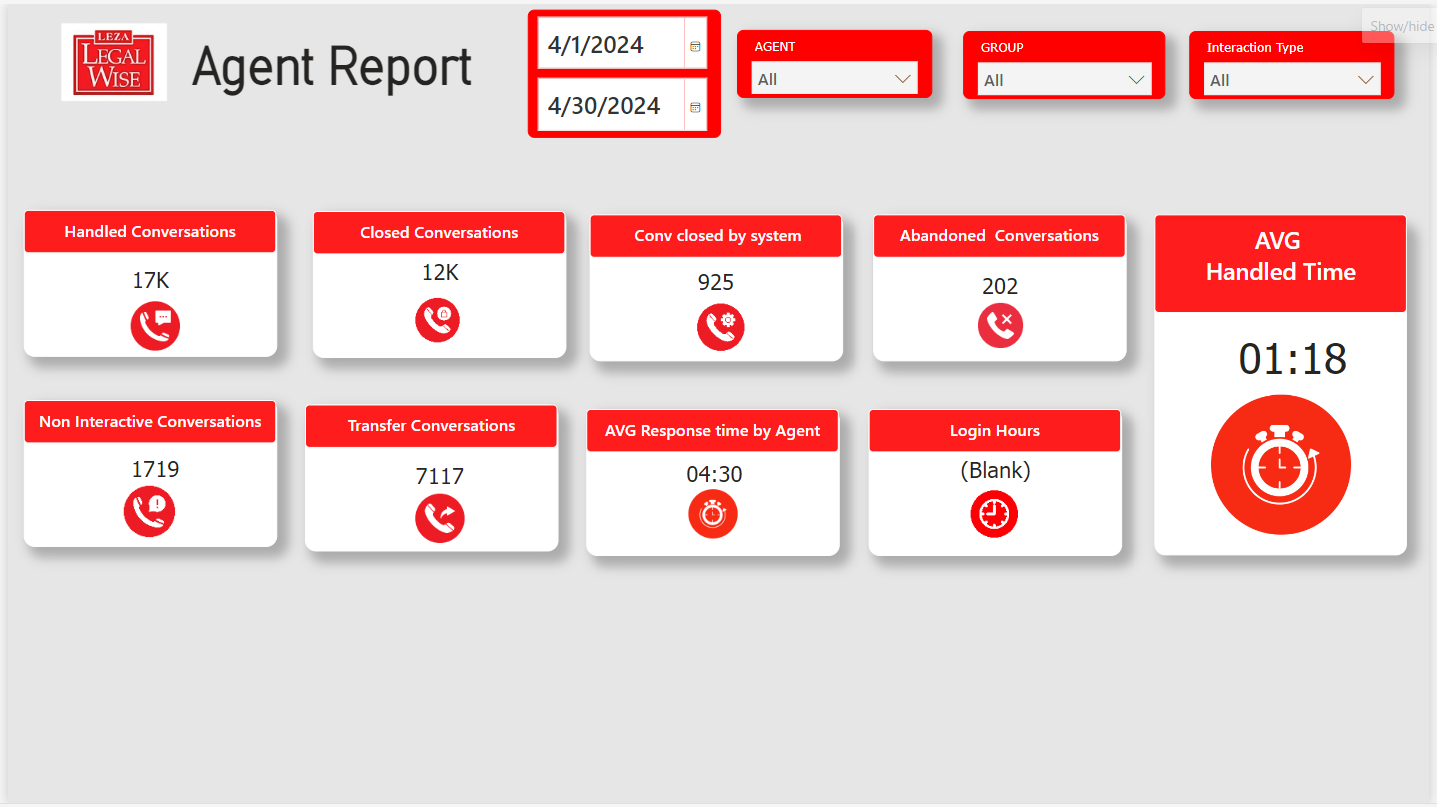 LEZA
LEGAL
WISE
Agent Report
4/1/2024
4/30/2024
AGENT
All
GROUP
All
Interaction Type
All
Show/hide
Handled Conversations
17K
Closed Conversations
12K
Conv closed by system
925
Abandoned  Conversations
202
AVG
Handled Time
01:18
Non Interactive Conversations
1719
Transfer Conversations
7117
AVG Response time by Agent
04:30
Login Hours
(Blank)